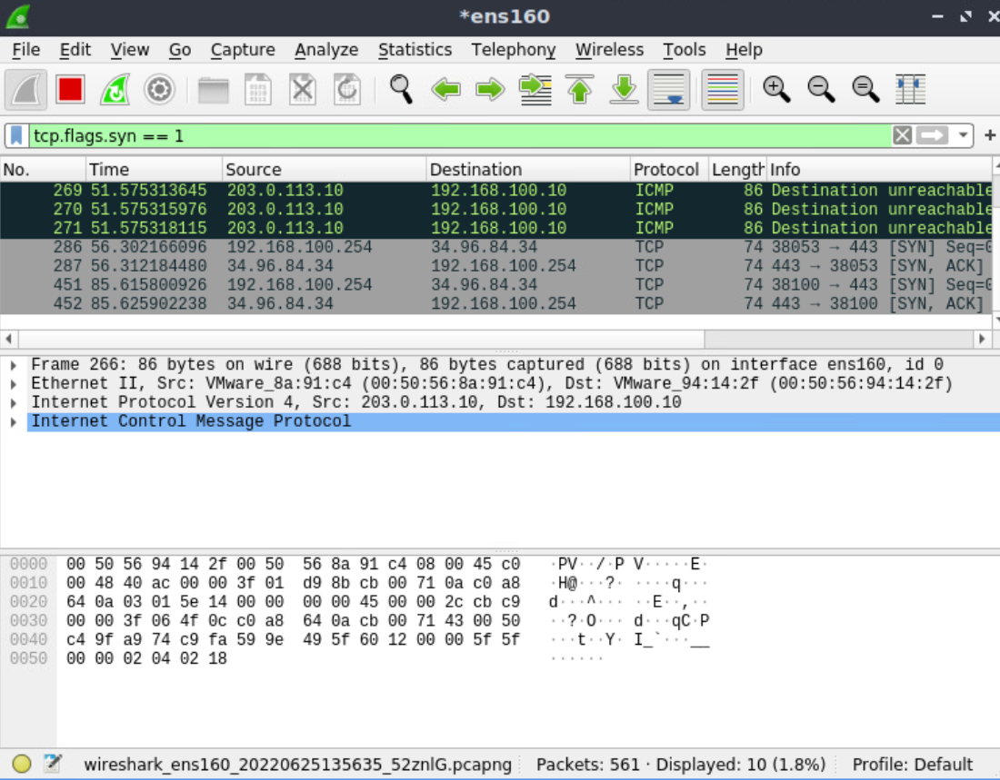 *ens160
File Edit View Go Capture Analyze Statistics Telephony Wireless Tools Help
tcp.flags.syn == 1
No. Time Source Destination Protocol Length Info
269 51.575313645 203.0.113.10 192.168.100.10 ICMP 86 Destination unreachable
270 51.575315976 203.0.113.10 192.168.100.10 ICMP 86 Destination unreachable
271 51.575318115 203.0.113.10 192.168.100.10 ICMP 86 Destination unreachable
286 56.302166096 192.168.100.254 34.96.84.34 TCP 74 38053 → 443 [SYN] Seq=0
287 56.312184480 34.96.84.34 192.168.100.254 TCP 74 443 → 38053 [SYN, ACK]
451 85.615800926 192.168.100.254 34.96.84.34 TCP 74 38100 → 443 [SYN] Seq=0
452 85.625902238 34.96.84.34 192.168.100.254 TCP 74 443 → 38100 [SYN, ACK]
Frame 266: 86 bytes on wire (688 bits), 86 bytes captured (688 bits) on interface ens160, id 0
Ethernet II, Src: VMware_8a:91:c4 (00:50:56:8a:91:c4), Dst: VMware_94:14:2f (00:50:56:94:14:2f)
Internet Protocol Version 4, Src: 203.0.113.10, Dst: 192.168.100.10
Internet Control Message Protocol
0000 00 50 56 94 14 2f 00 50 56 8a 91 c4 08 00 45 c0 ·PV··/·P V·····E·
0010 00 48 40 ac 00 00 3f 01 d9 8b cb 00 71 0a c0 a8 ·H@···?· ····q···
0020 64 0a 03 01 5e 14 00 00 00 00 45 00 00 2c cb c9 d···^··· ··E··,··
0030 00 00 3f 06 4f 0c c0 a8 64 0a cb 00 71 43 00 50 ··?·O··· d···qC·P
0040 c4 9f a9 74 c9 fa 59 9e 49 5f 60 12 00 00 5f 5f ···t··Y· I_`···__
0050 00 00 02 04 02 18 ······
wireshark_ens160_20220625135635_52znlG.pcapng Packets: 561 · Displayed: 10 (1.8%) Profile: Default